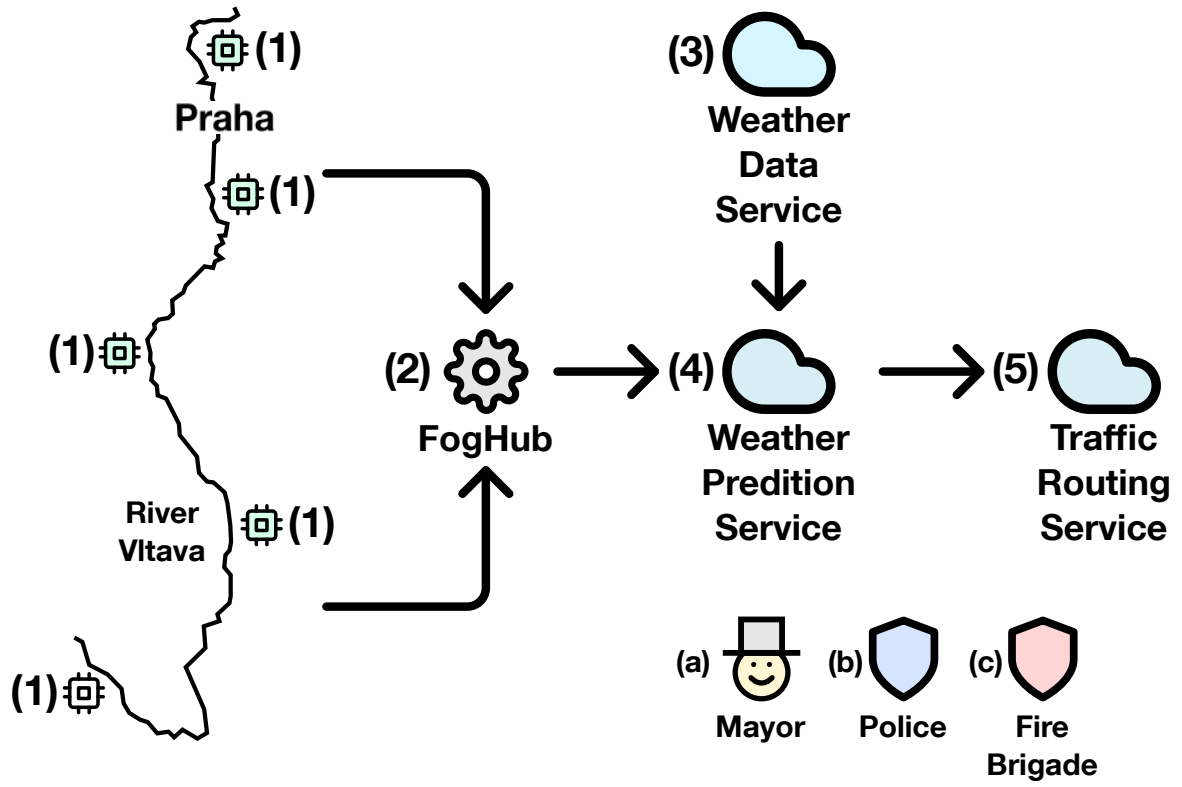 (1)
Praha
(1)
(1)
River
Vltava
(1)
(1)
(2)
FogHub
(3)
Weather
Data
Service
(4)
Weather
Predition
Service
(5)
Traffic
Routing
Service
(a)
Mayor
(b)
Police
(c)
Fire
Brigade